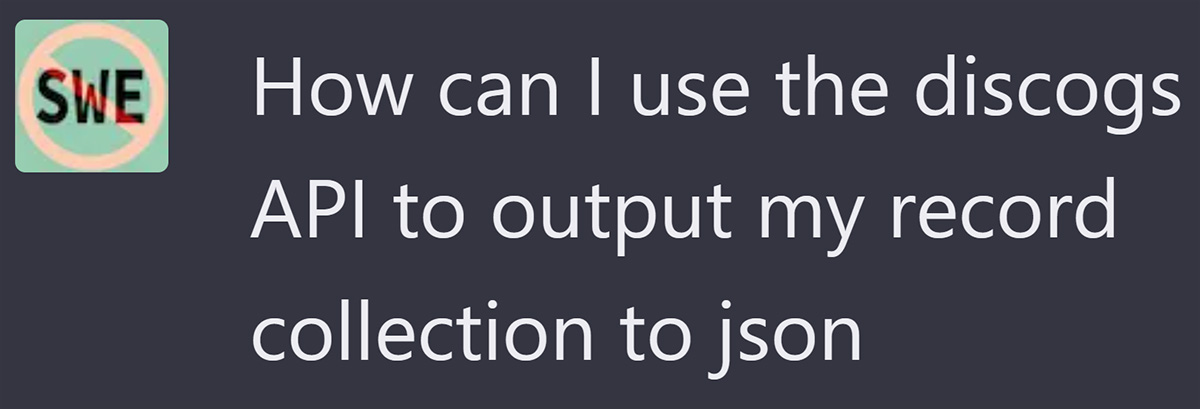 SWE
How can I use the discogs
API to output my record
collection to json